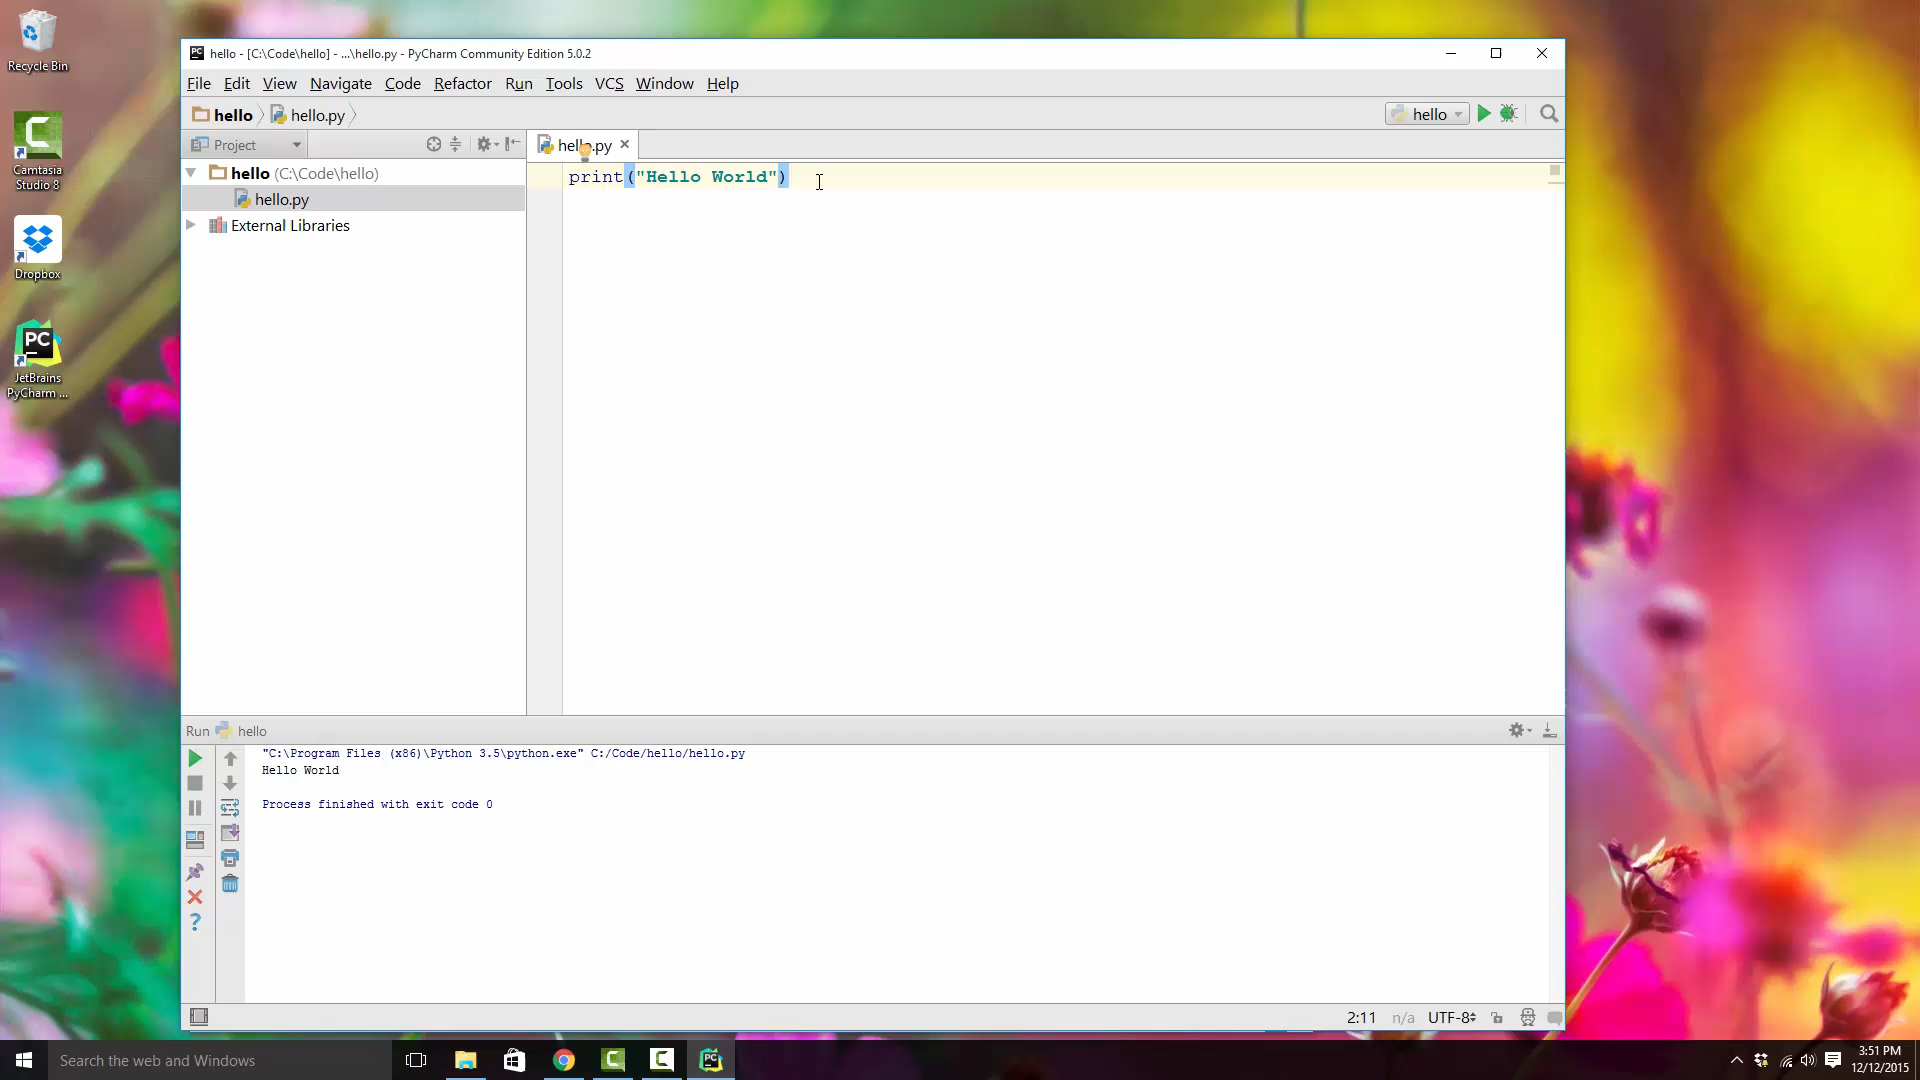 Recycle Bin
Camtasia
Studio 8
Dropbox
PC
JetBrains
PyCharm ...
PC
hello - [C:\Code\hello] - ...\hello.py - PyCharm Community Edition 5.0.2
File Edit View Navigate Code Refactor Run Tools VCS Window Help
hello hello.py
hello
Project
hello.py
hello (C:\Code\hello)
hello.py
External Libraries
print("Hello World")
Run hello
"C:\Program Files (x86)\Python 3.5\python.exe" C:/Code/hello/hello.py
Hello World
Process finished with exit code 0
2:11 n/a UTF-8
Search the web and Windows
PC
3:51 PM
12/12/2015